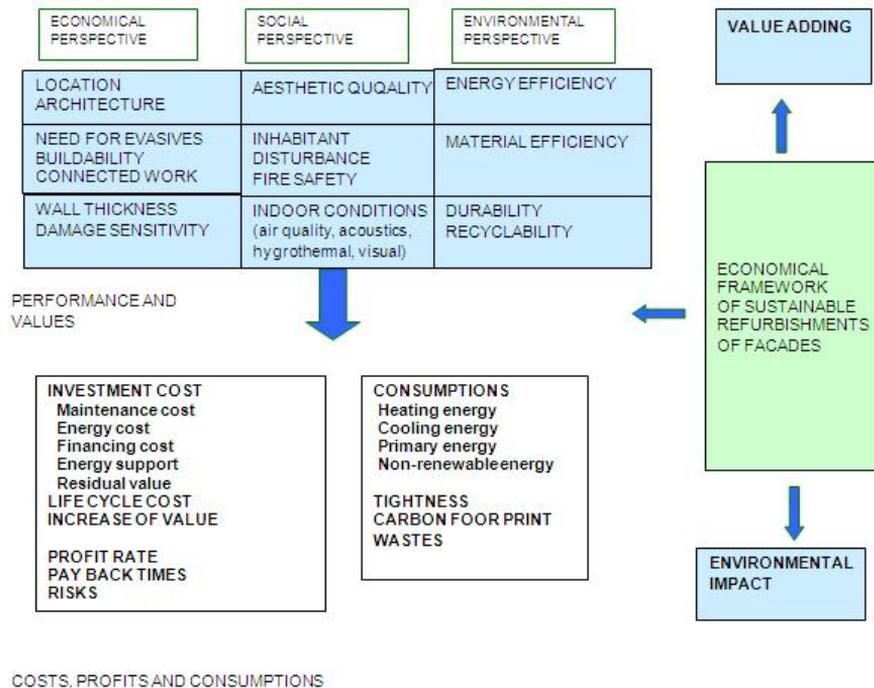 ECONOMICAL
PERSPECTIVE
SOCIAL
PERSPECTIVE
ENVIRONMENTAL
PERSPECTIVE
VALUE ADDING
LOCATION
ARCHITECTURE
AESTHETIC QUQALITY
ENERGY EFFICIENCY
NEED FOR EVASIVES
BUILDABILITY
CONNECTED WORK
INHABITANT
DISTURBANCE
FIRE SAFETY
MATERIAL EFFICIENCY
WALL THICKNESS
DAMAGE SENSITIVITY
INDOOR CONDITIONS
(air quality, acoustics,
hygrothermal, visual)
DURABILITY
RECYCLABILITY
ECONOMICAL
FRAMEWORK
OF SUSTAINABLE
REFURBISHMENTS
OF FACADES
PERFORMANCE AND
VALUES
INVESTMENT COST
Maintenance cost
Energy cost
Financing cost
Energy support
Residual value
LIFE CYCLE COST
INCREASE OF VALUE
PROFIT RATE
PAY BACK TIMES
RISKS
CONSUMPTIONS
Heating energy
Cooling energy
Primary energy
Non-renewable energy
TIGHTNESS
CARBON FOOR PRINT
WASTES
ENVIRONMENTAL
IMPACT
COSTS, PROFITS AND CONSUMPTIONS